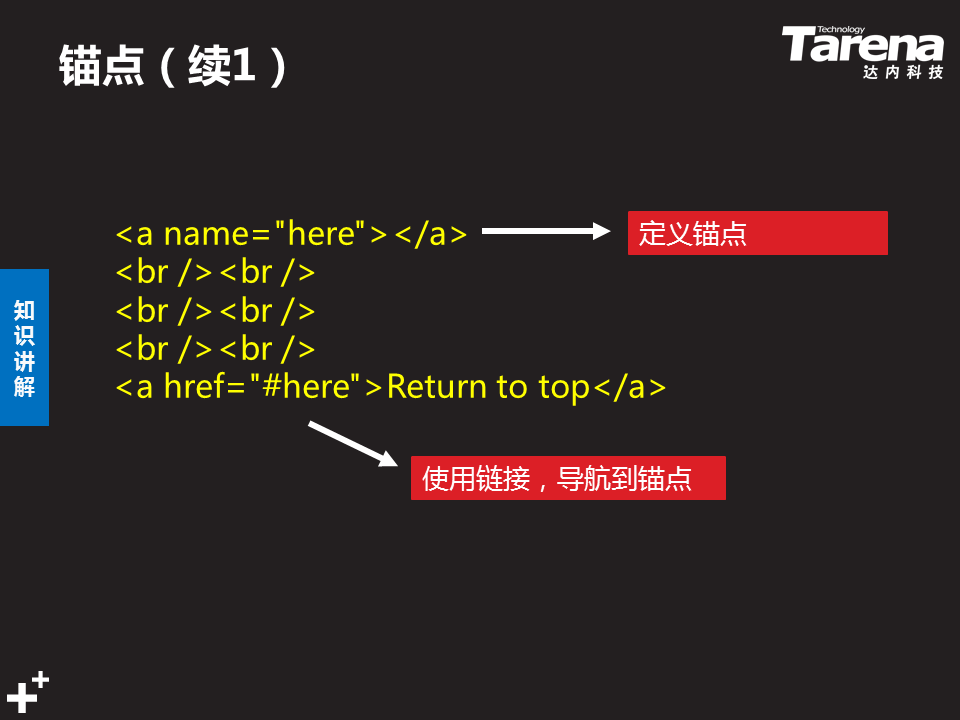 锚点（续1）
Technology
Tarena
达内科技
<a name="here"></a>
定义锚点
<br /><br />
<br /><br />
<br /><br />
<a href="#here">Return to top</a>
使用链接，导航到锚点
知识讲解